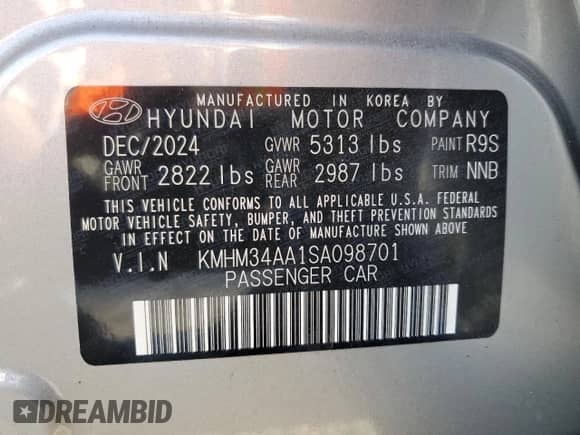 MANUFACTURED IN KOREA BY
HYUNDAI MOTOR COMPANY
DEC/2024 GVWR 5313 lbs PAINT R9S
GAWR FRONT 2822 lbs GAWR REAR 2987 lbs TRIM NNB
THIS VEHICLE CONFORMS TO ALL APPLICABLE U.S.A. FEDERAL
MOTOR VEHICLE SAFETY, BUMPER, AND THEFT PREVENTION STANDARDS
IN EFFECT ON THE DATE OF MANUFACTURE SHOWN ABOVE
V.I.N KMHM34AA1SA098701
PASSENGER CAR
DREAMBID